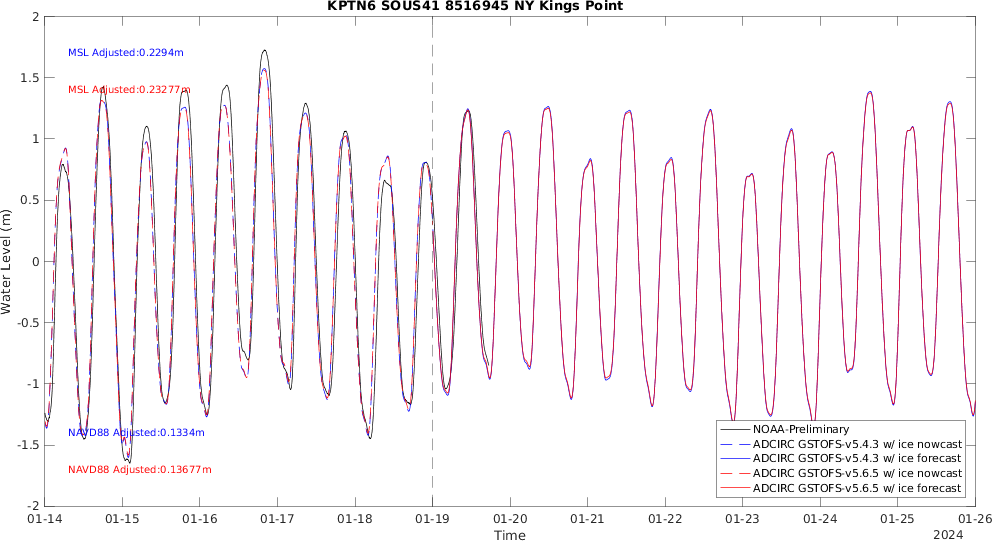 KPTN6 SOUS41 8516945 NY Kings Point
2
1.5
1
0.5
0
-0.5
-1
-1.5
-2
Water Level (m)
MSL Adjusted:0.2294m
MSL Adjusted:0.23277m
NAVD88 Adjusted:0.1334m
NAVD88 Adjusted:0.13677m
NOAA-Preliminary
ADCIRC GSTOFS-v5.4.3 w/ ice nowcast
ADCIRC GSTOFS-v5.4.3 w/ ice forecast
ADCIRC GSTOFS-v5.6.5 w/ ice nowcast
ADCIRC GSTOFS-v5.6.5 w/ ice forecast
01-14 01-15 01-16 01-17 01-18 01-19 01-20 01-21 01-22 01-23 01-24 01-25 01-26
Time
2024